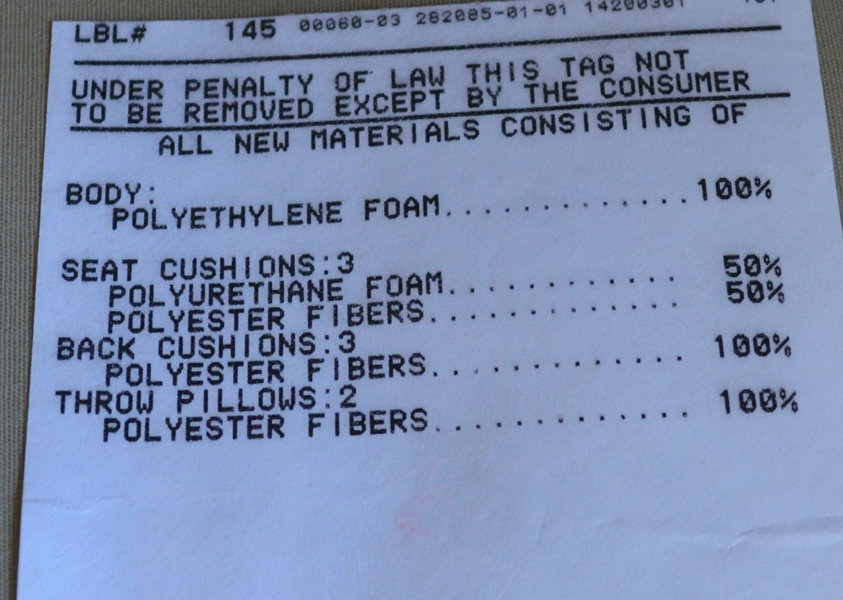 LBL# 145 00060-03 282085-01-01 14200301
UNDER PENALTY OF LAW THIS TAG NOT
TO BE REMOVED EXCEPT BY THE CONSUMER
ALL NEW MATERIALS CONSISTING OF
BODY:
POLYETHYLENE FOAM..............100%
SEAT CUSHIONS:3
POLYURETHANE FOAM............ 50%
POLYESTER FIBERS............. 50%
BACK CUSHIONS:3
POLYESTER FIBERS............. 100%
THROW PILLOWS:2
POLYESTER FIBERS............. 100%